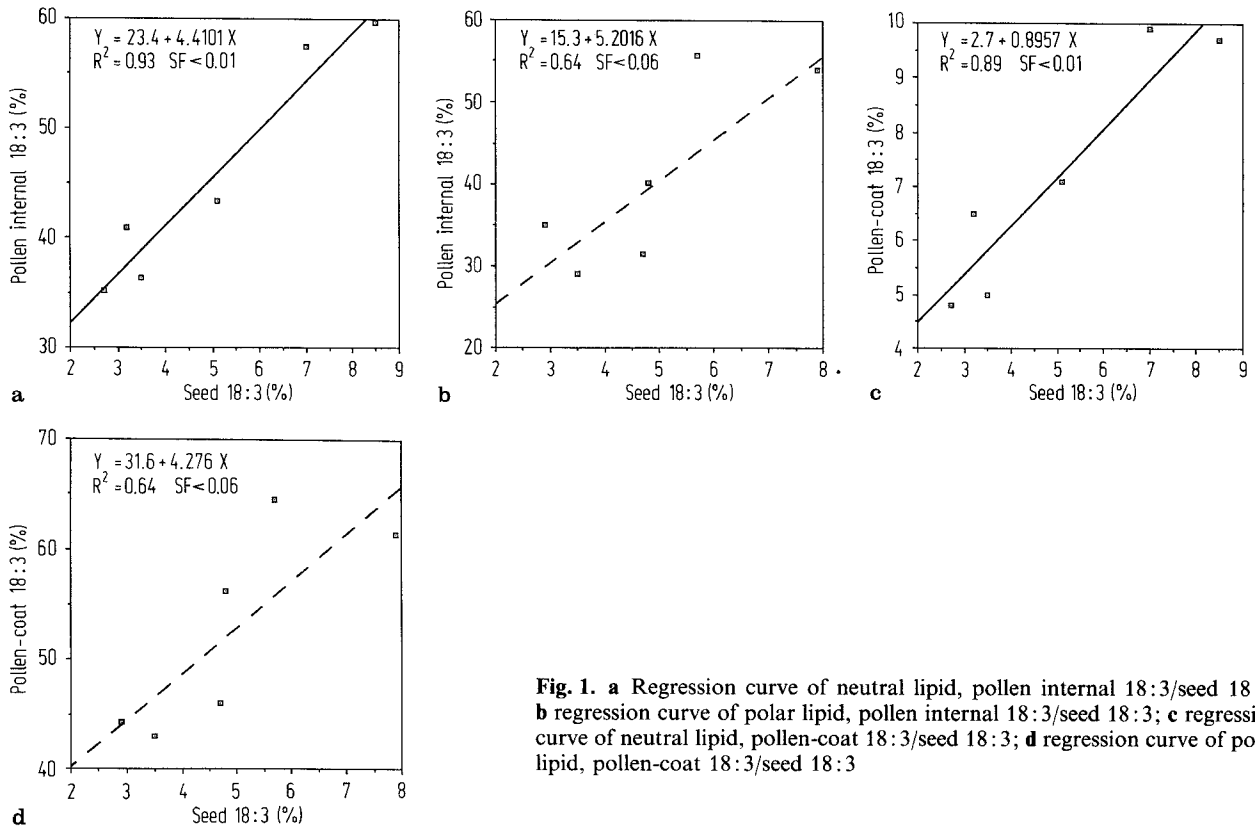 Y = 23.4 + 4.4101 X
R² = 0.93 SF < 0.01
Pollen internal 18:3 (%)
60
50
40
30
2 3 4 5 6 7 8 9
Seed 18:3 (%)
a
Y = 15.3 + 5.2016 X
R² = 0.64 SF < 0.06
Pollen internal 18:3 (%)
60
50
40
30
20
2 3 4 5 6 7 8
Seed 18:3 (%)
b
Y = 2.7 + 0.8957 X
R² = 0.89 SF < 0.01
Pollen-coat 18:3 (%)
10
9
8
7
6
5
4
2 3 4 5 6 7 8 9
Seed 18:3 (%)
c
Y = 31.6 + 4.276 X
R² = 0.64 SF < 0.06
Pollen-coat 18:3 (%)
70
60
50
40
2 3 4 5 6 7 8
Seed 18:3 (%)
d
Fig. 1. a Regression curve of neutral lipid, pollen internal 18:3/seed 18
b regression curve of polar lipid, pollen internal 18:3/seed 18:3; c regressi
curve of neutral lipid, pollen-coat 18:3/seed 18:3; d regression curve of po
lipid, pollen-coat 18:3/seed 18:3